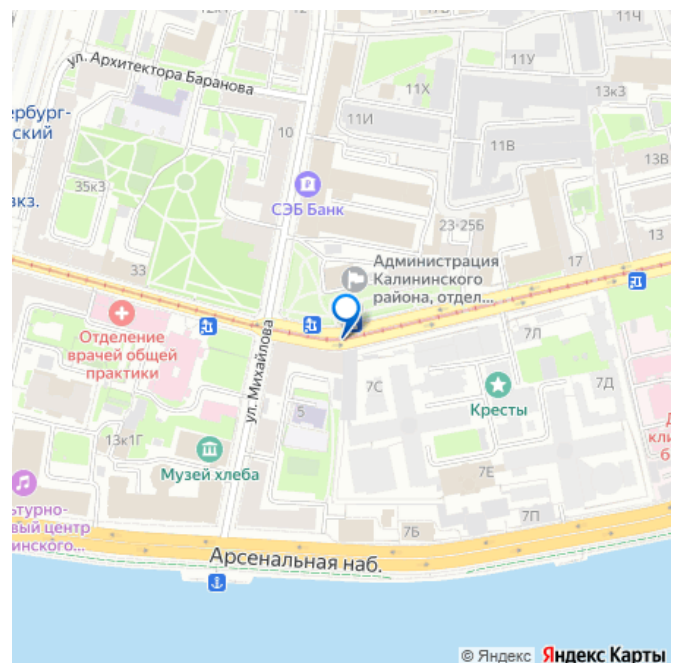 11Ч
ул. Архитектора Баранова
11У
11Х
13к3
11И
ербург-
ский
10
11В
13В
35к3
СЭБ Банк
вкз.
23-25Б
13
Администрация
Калининского
района, отдел...
17
33
Отделение
врачей общей
практики
ул. Михайлова
7Л
7С
7Д
Кресты
5
13к1Г
Музей хлеба
кли
б
7Е
ьтурно-
вый центр
инского...
7Б
7П
Арсенальная наб.
© Яндекс Яндекс Карты